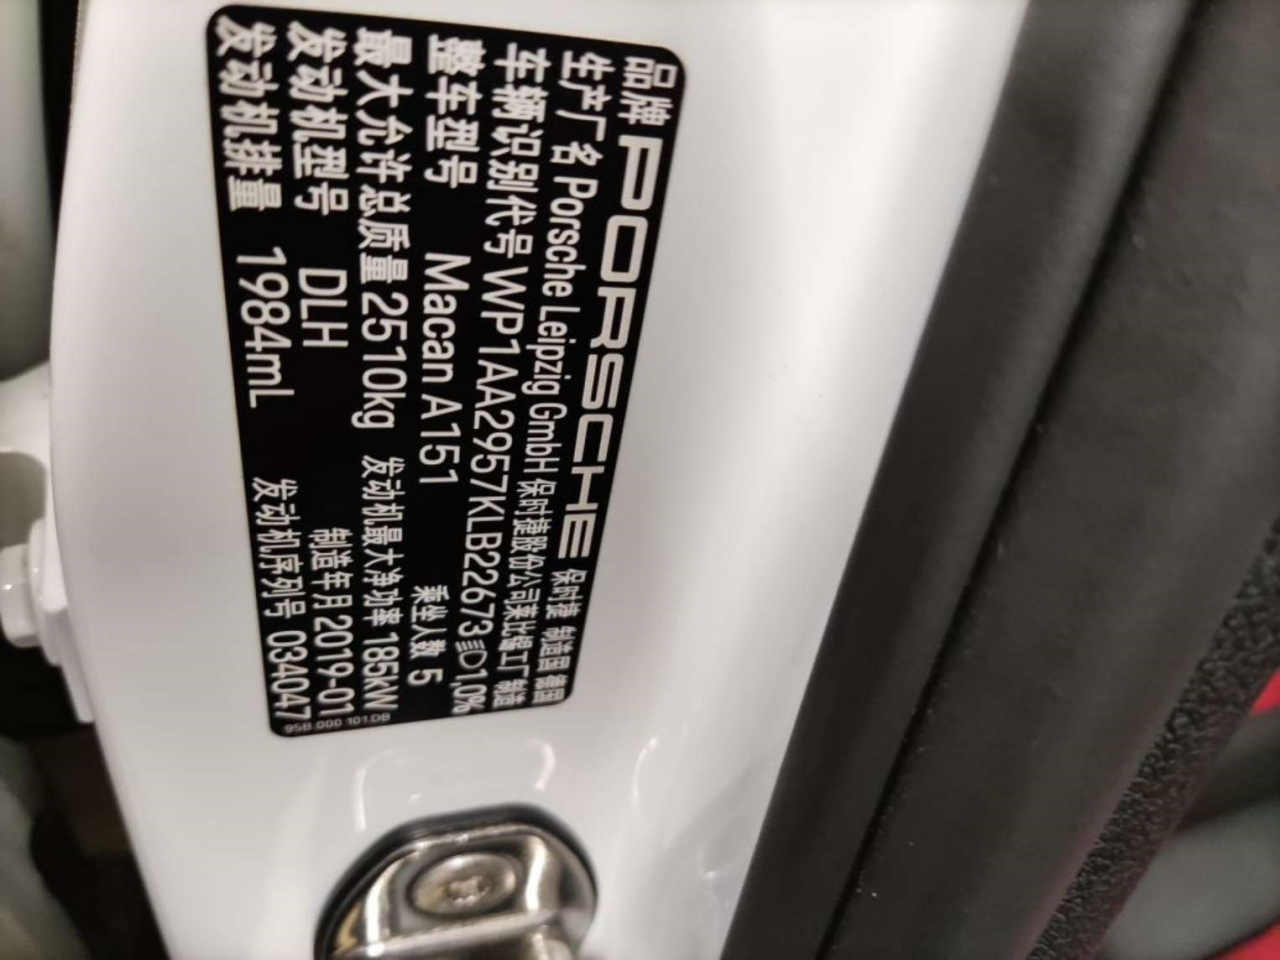 品牌 PORSCHE 保时捷 制造国 德国
生产厂名 Porsche Leipzig GmbH 保时捷股份公司莱比锡工厂 制造
车辆识别代号 WP1AA2957KLB22673 1,0%
整车型号 Macan A151 乘坐人数 5
最大允许总质量 2510kg 发动机最大净功率 185kW
发动机型号 DLH 制造年月 2019-01
发动机排量 1984mL 发动机序列号 034047
95B.000.101.DB